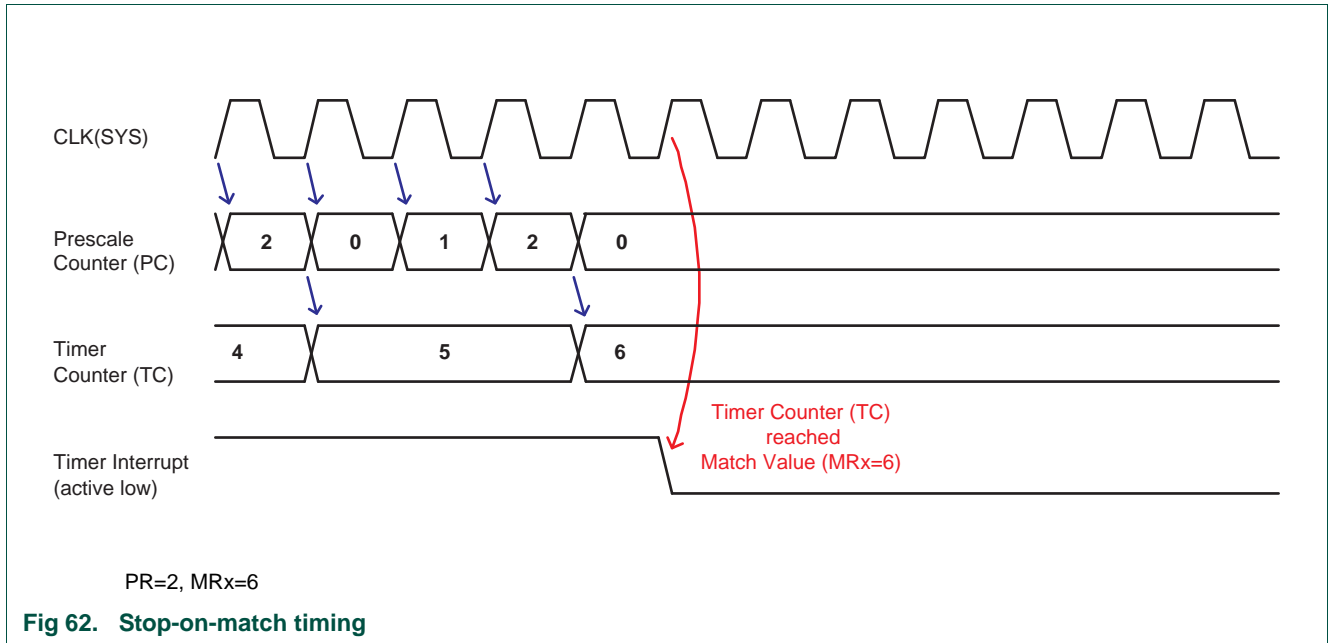 CLK(SYS)
Prescale
Counter (PC)
2 0 1 2 0
Timer
Counter (TC)
4 5 6
Timer Counter (TC)
reached
Match Value (MRx=6)
Timer Interrupt
(active low)
PR=2, MRx=6
Fig 62. Stop-on-match timing